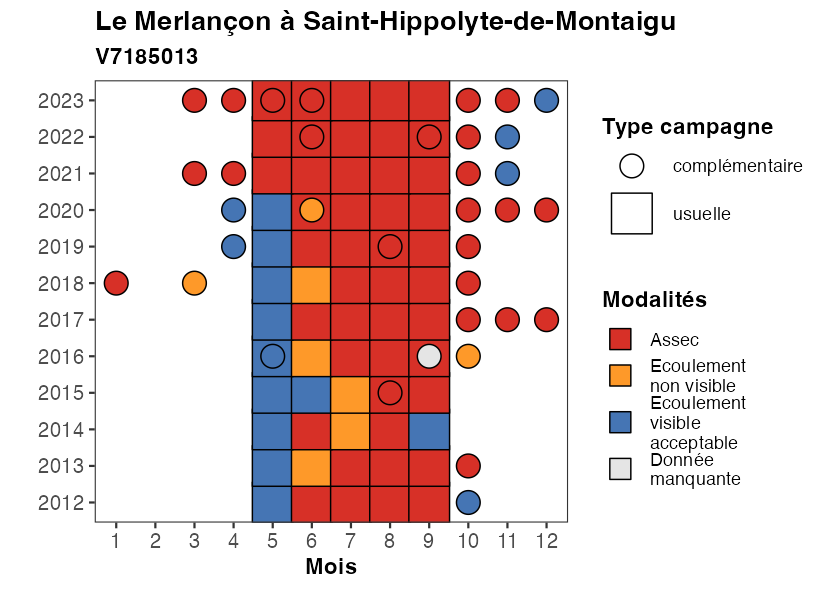 Le Merlançon à Saint-Hippolyte-de-Montaigu
V7185013
2023
2022
2021
2020
2019
2018
2017
2016
2015
2014
2013
2012
1 2 3 4 5 6 7 8 9 10 11 12
Mois
Type campagne
complémentaire
usuelle
Modalités
Assec
Ecoulement
non visible
Ecoulement
visible
acceptable
Donnée
manquante